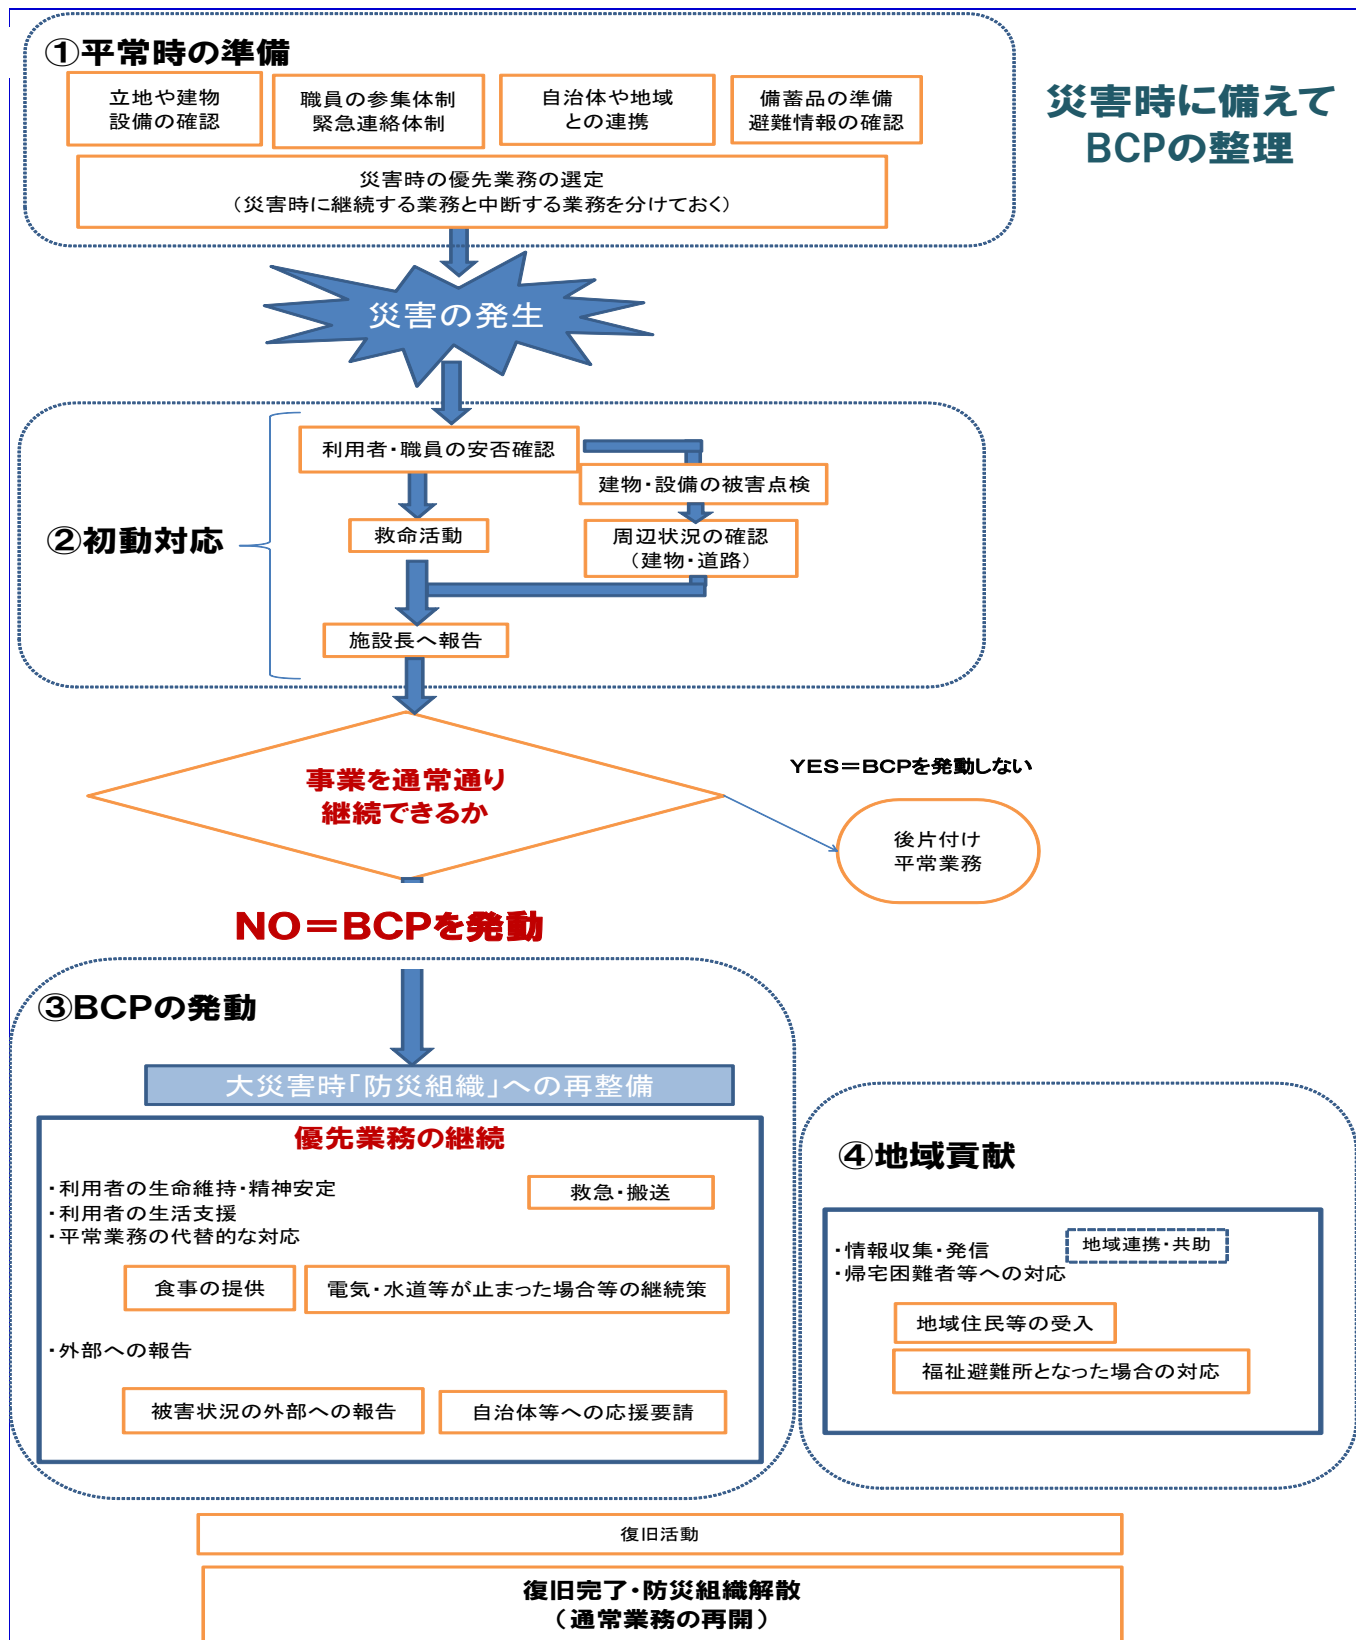 ①平常時の準備
立地や建物
設備の確認
職員の参集体制
緊急連絡体制
自治体や地域
との連携
備蓄品の準備
避難情報の確認
災害時に備えて
BCPの整理
災害時の優先業務の選定
（災害時に継続する業務と中断する業務を分けておく）
災害の発生
②初動対応
利用者・職員の安否確認
建物・設備の被害点検
救命活動
周辺状況の確認
（建物・道路）
施設長へ報告
事業を通常通り
継続できるか
YES＝BCPを発動しない
後片付け
平常業務
NO＝BCPを発動
③BCPの発動
大災害時「防災組織」への再整備
優先業務の継続
・利用者の生命維持・精神安定
・利用者の生活支援
・平常業務の代替的な対応
救急・搬送
食事の提供
電気・水道等が止まった場合等の継続策
・外部への報告
被害状況の外部への報告
自治体等への応援要請
④地域貢献
・情報収集・発信
・帰宅困難者等への対応
地域連携・共助
地域住民等の受入
福祉避難所となった場合の対応
復旧活動
復旧完了・防災組織解散
（通常業務の再開）